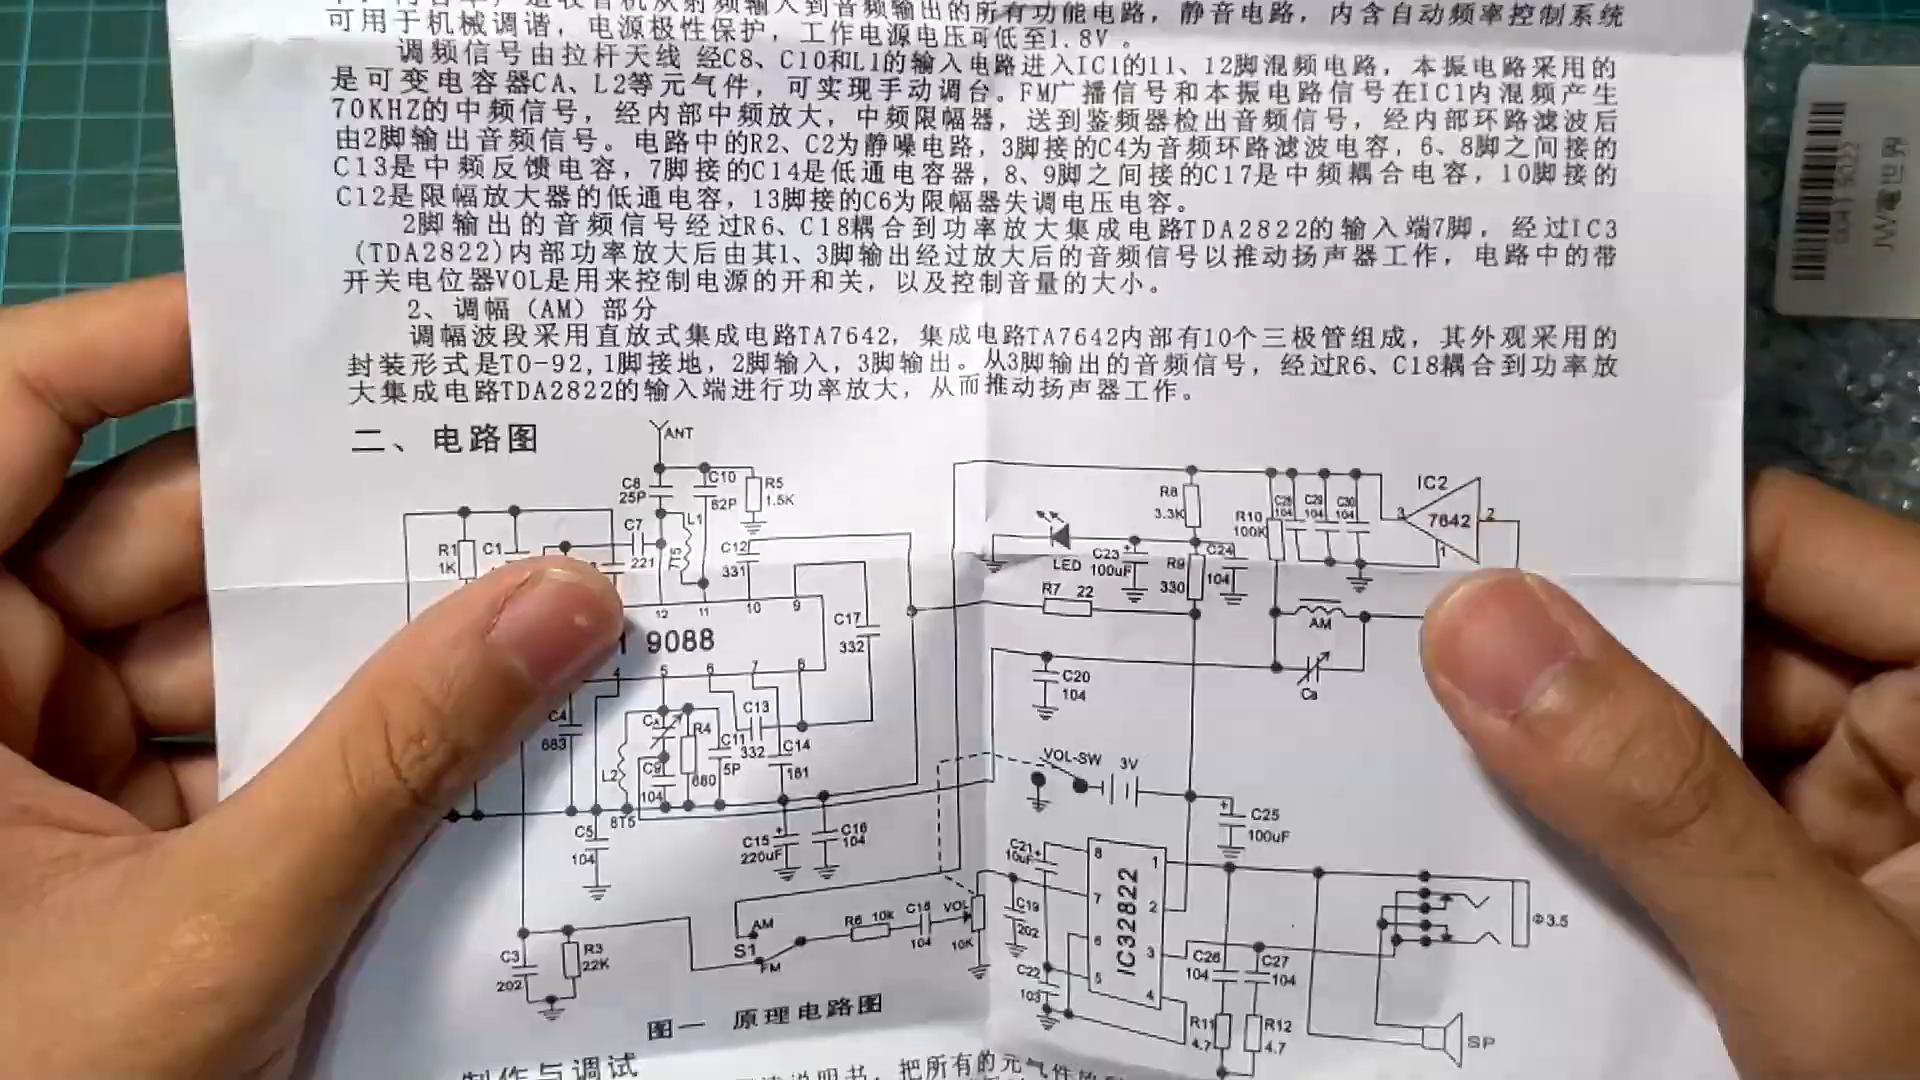 可用于机械调谐，电源极性保护，工作电源电压可低至1.8V。
调频信号由拉杆天线 经C8、C10和L1的输入电路进入IC1的11、12脚混频电路，本振电路采用的
是可变电容器CA、L2等元气件，可实现手动调台。FM广播信号和本振电路信号在IC1内混频产生
70KHZ的中频信号，经内部中频放大，中频限幅器，送到鉴频器检出音频信号，经内部环路滤波后
由2脚输出音频信号。电路中的R2、C2为静噪电路，3脚接的C4为音频环路滤波电容，6、8脚之间接的
C13是中频反馈电容，7脚接的C14是低通电容器，8、9脚之间接的C17是中频耦合电容，10脚接的
C12是限幅放大器的低通电容，13脚接的C6为限幅器失调电压电容。
2脚输出的音频信号经过R6、C18耦合到功率放大集成电路TDA2822的输入端7脚，经过IC3
(TDA2822)内部功率放大后由其1、3脚输出经过放大后的音频信号以推动扬声器工作，电路中的带
开关电位器VOL是用来控制电源的开和关，以及控制音量的大小。
2、调幅（AM）部分
调幅波段采用直放式集成电路TA7642，集成电路TA7642内部有10个三极管组成，其外观采用的
封装形式是TO-92,1脚接地，2脚输入，3脚输出。从3脚输出的音频信号，经过R6、C18耦合到功率放
大集成电路TDA2822的输入端进行功率放大，从而推动扬声器工作。
二、电路图
ANT
C8 25P
C10 82P
R5 1.5K
L1
R1 1K
C1
C7 221
C12 331
12 11 10 9
9088
C17 332
4 5 6 7 8
C4 683
CA
R4 680
C11 5P
C13 332
C14 181
L2
C9 104
8T5
C5 104
C15 220uF
C16 104
C3 202
R3 22K
S1 AM FM
R6 10K
C18 104
VOL 10K
LED
C23 100uF
R8 3.3K
R9 330
C24 104
R7 22
R10 100K
C28 104
C29 104
C30 104
IC2
7642
3 2 1
AM
Ca
C20 104
VOL-SW 3V
C25 100uF
C21 10uF
8 7 6 5
IC32822
1 2 3 4
C19 202
C22 103
C26 104
C27 104
R11 4.7
R12 4.7
Φ3.5
SP
图一 原理电路图
制作与调试
说明书，把所有的元气件